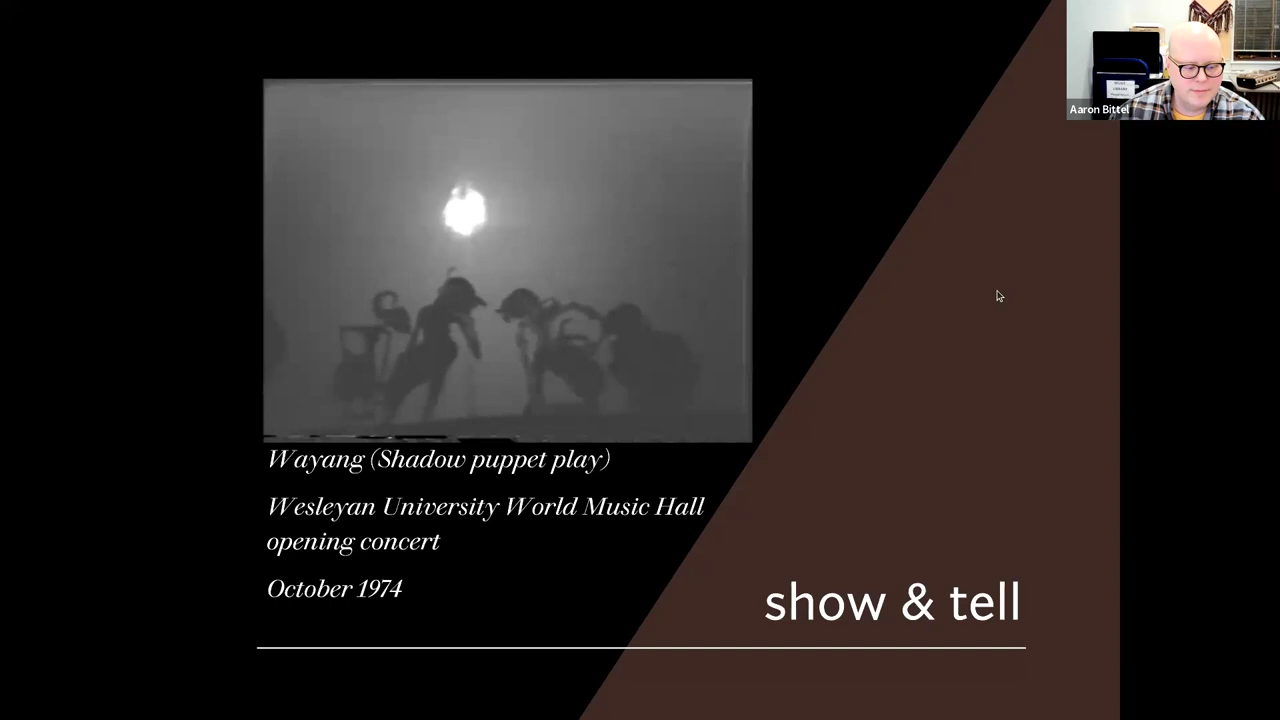 Aaron Bittel
Wayang (Shadow puppet play)
Wesleyan University World Music Hall
opening concert
October 1974
show & tell